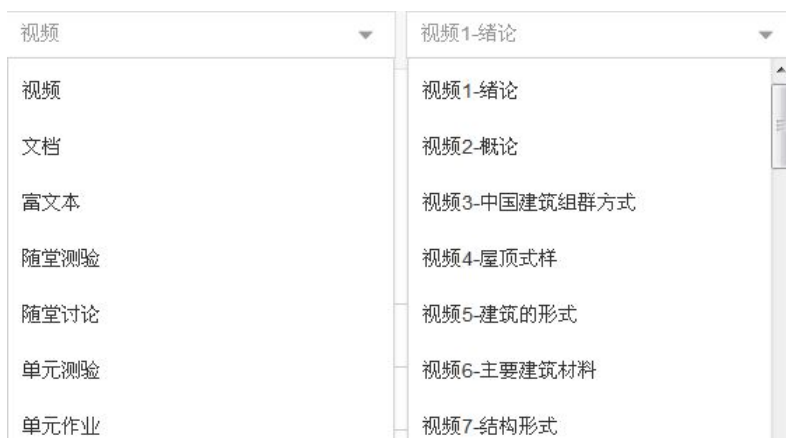 视频
视频1-绪论
视频
视频1-绪论
文档
视频2-概论
富文本
视频3-中国建筑组群方式
随堂测验
视频4-屋顶式样
随堂讨论
视频5-建筑的形式
单元测验
视频6-主要建筑材料
单元作业
视频7-结构形式